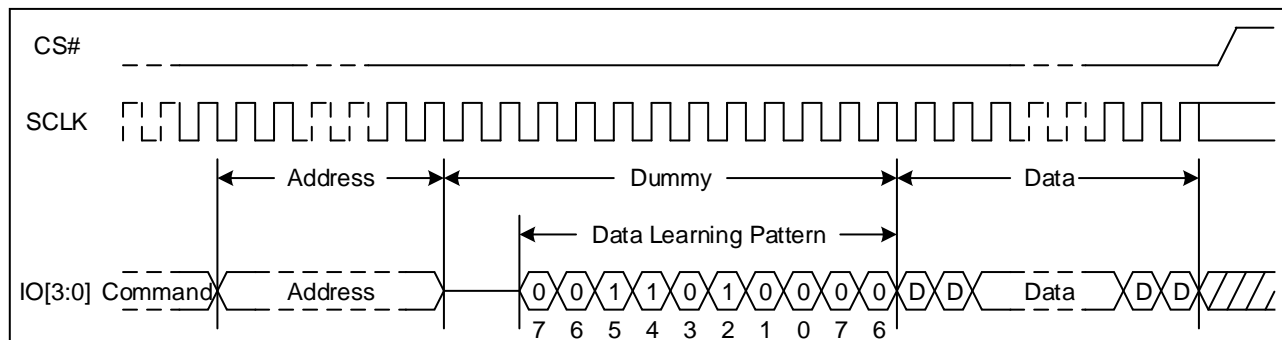 CS#
SCLK
Address Dummy Data
Data Learning Pattern
IO[3:0] Command Address 0 0 1 1 0 1 0 0 0 0 D D Data D D
7 6 5 4 3 2 1 0 7 6